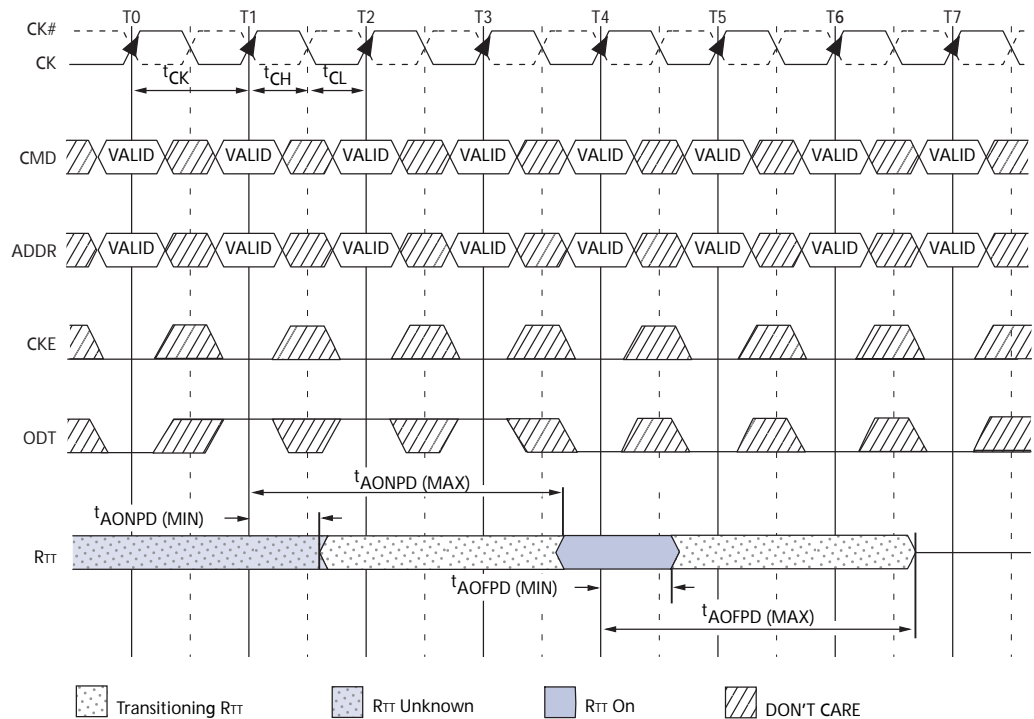 T0 T1 T2 T3 T4 T5 T6 T7
CK#
CK
tCK tCH tCL
CMD VALID VALID VALID VALID VALID VALID VALID VALID
ADDR VALID VALID VALID VALID VALID VALID VALID VALID
CKE
ODT
tAONPD (MAX)
tAONPD (MIN)
RTT
tAOFPD (MIN)
tAOFPD (MAX)
Transitioning RTT RTT Unknown RTT On DON'T CARE